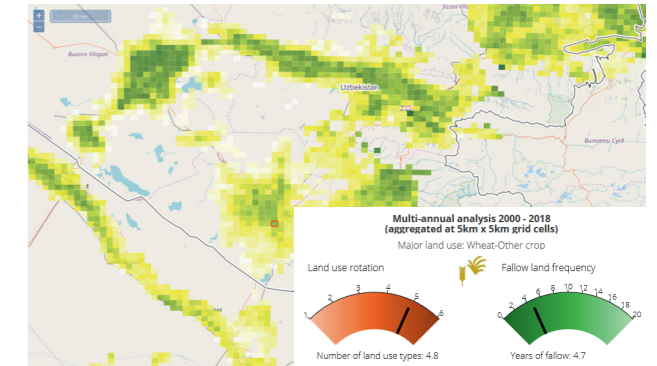 +
50 km
−
Buxoro Viloyati
Uzbekistan
Multi-annual analysis 2000 - 2018
(aggregated at 5km x 5km grid cells)
Major land use: Wheat-Other crop
Land use rotation
1 2 3 4 5 6
Number of land use types: 4.8
Fallow land frequency
0 2 4 6 8 10 12 14 16 18 20
Years of fallow: 4.7